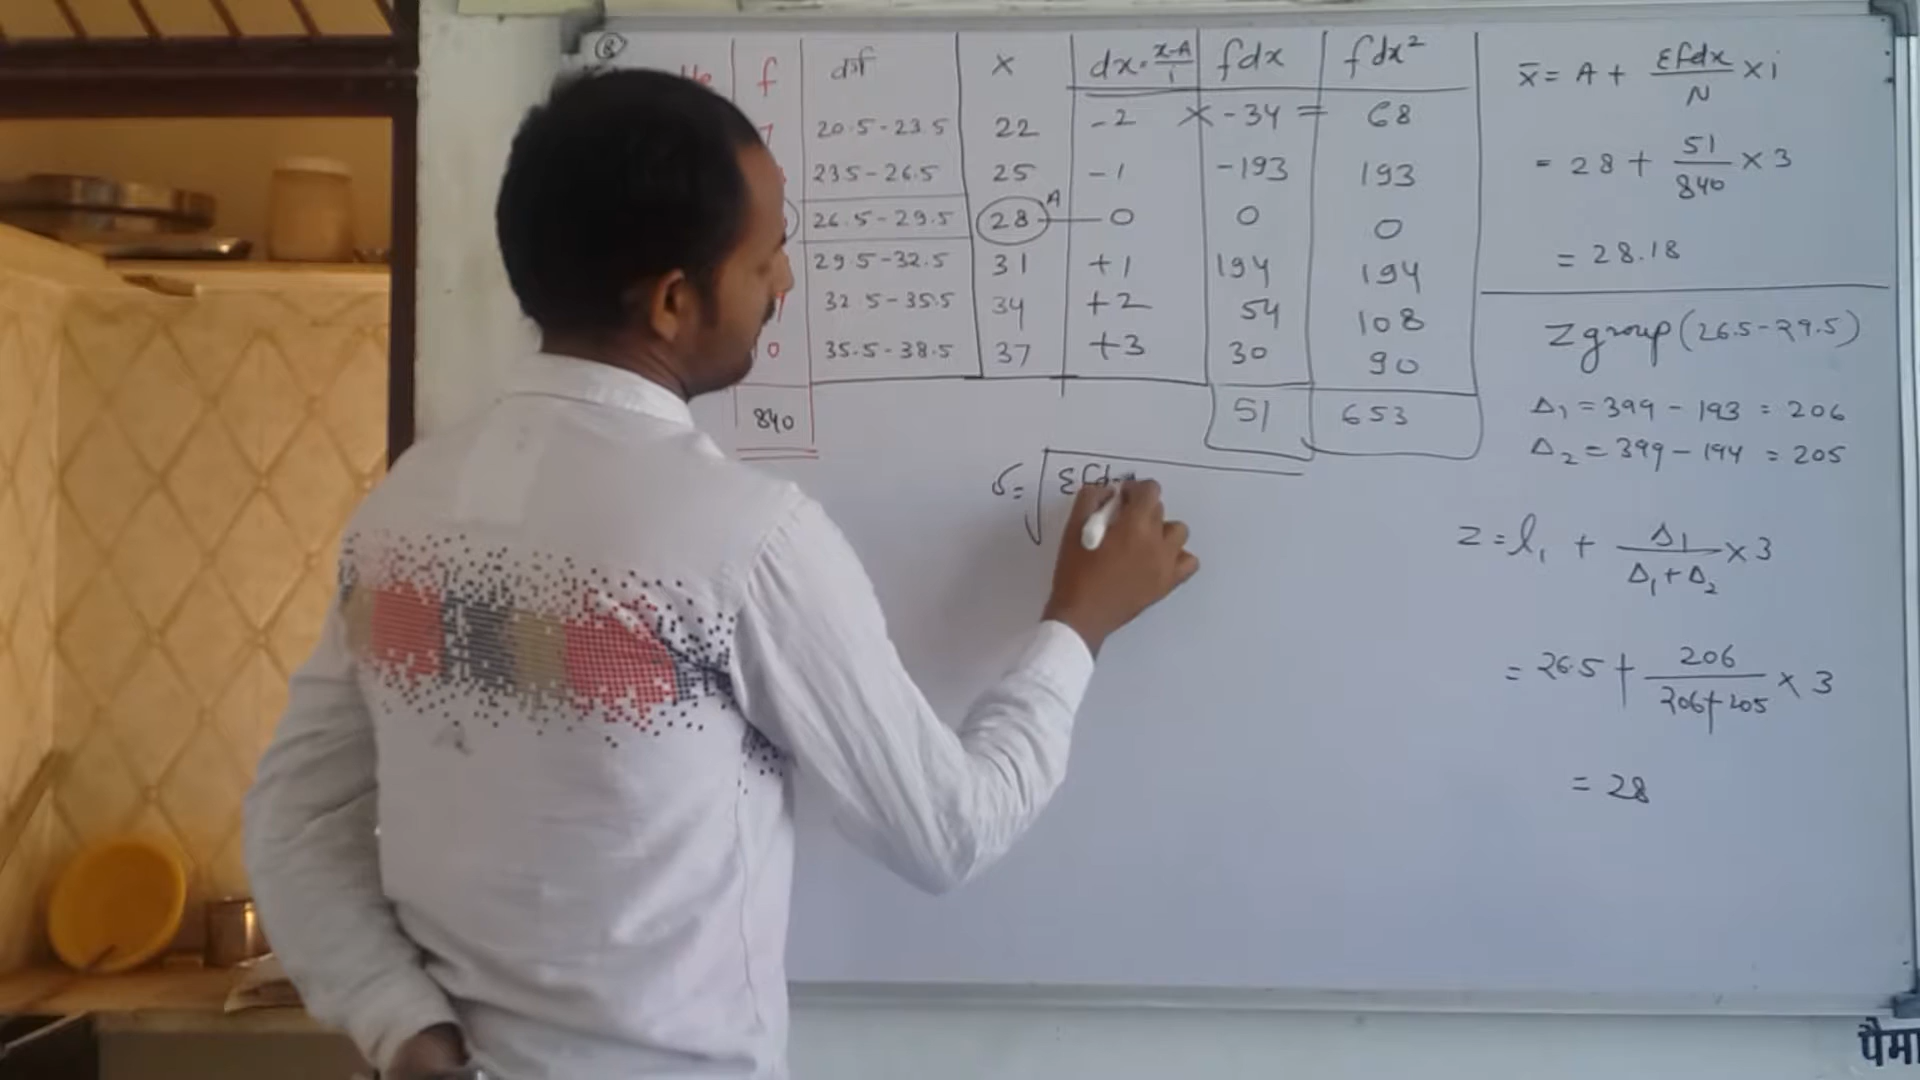 f वर्ग x dx = x-A/i fdx fdx²
7 20.5-23.5 22 -2 × -34 = 68
23.5-26.5 25 -1 -193 193
26.5-29.5 28 A 0 0 0
29.5-32.5 31 +1 194 194
32.5-35.5 34 +2 54 108
0 35.5-38.5 37 +3 30 90
840 51 653
σ = √ Σfdx
x̄ = A + Σfdx/N × i
= 28 + 51/840 × 3
= 28.18
Z group (26.5-29.5)
Δ₁ = 399 - 193 = 206
Δ₂ = 399 - 194 = 205
Z = l₁ + Δ₁/Δ₁+Δ₂ × 3
= 26.5 + 206/206+205 × 3
= 28